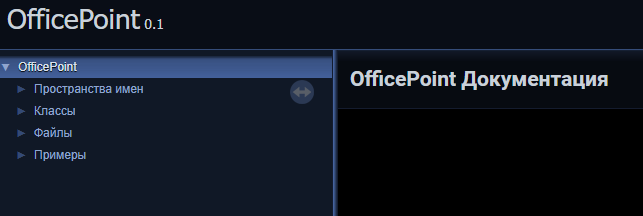 OfficePoint 0.1
OfficePoint
Пространства имен
Классы
Файлы
Примеры
OfficePoint Документация